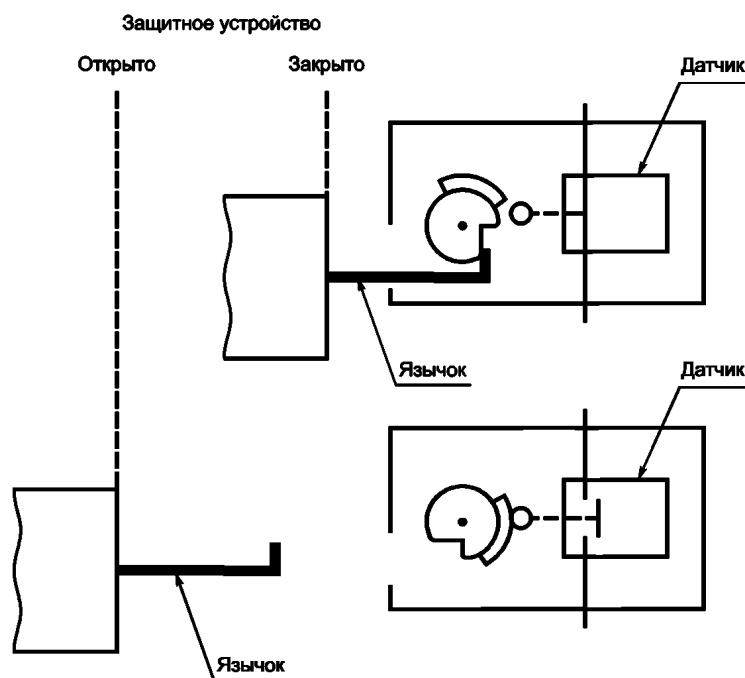 Защитное устройство
Открыто
Закрыто
Датчик
Язычок
Датчик
Язычок